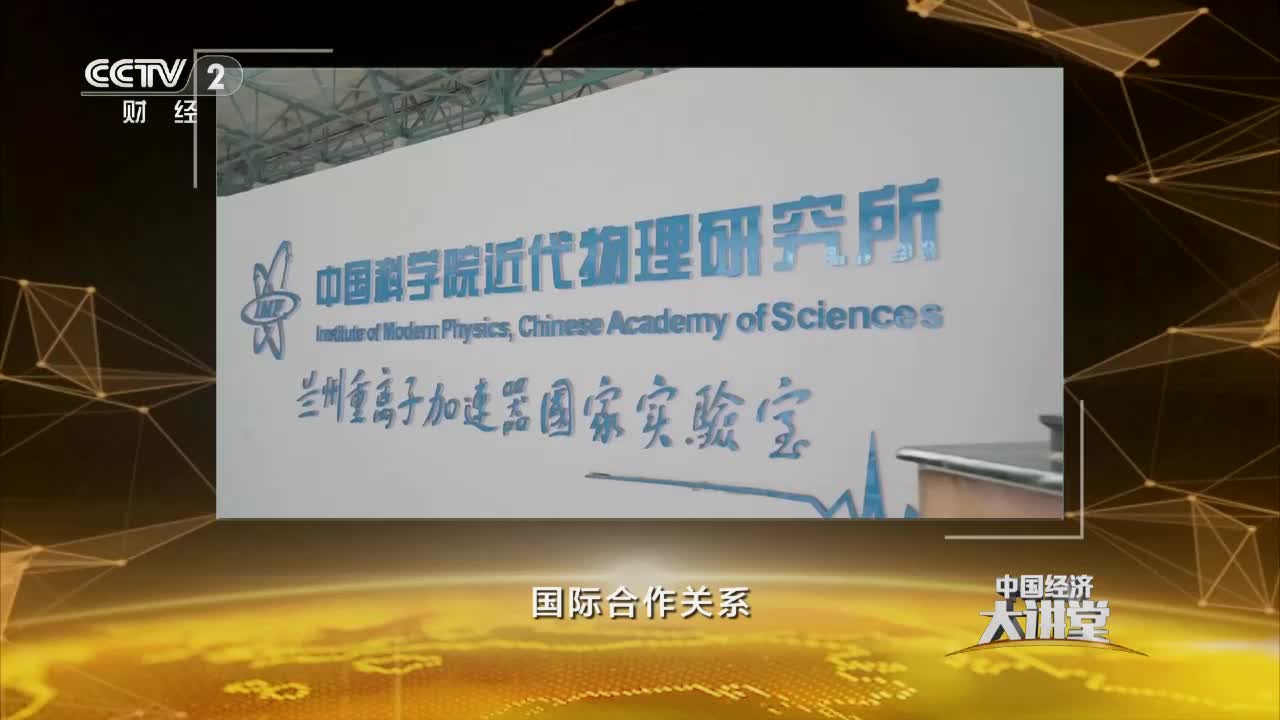 CCTV 2
财经
中国科学院近代物理研究所
IMP
Institute of Modern Physics, Chinese Academy of Sciences
兰州重离子加速器国家实验室
国际合作关系
中国经济
大讲堂